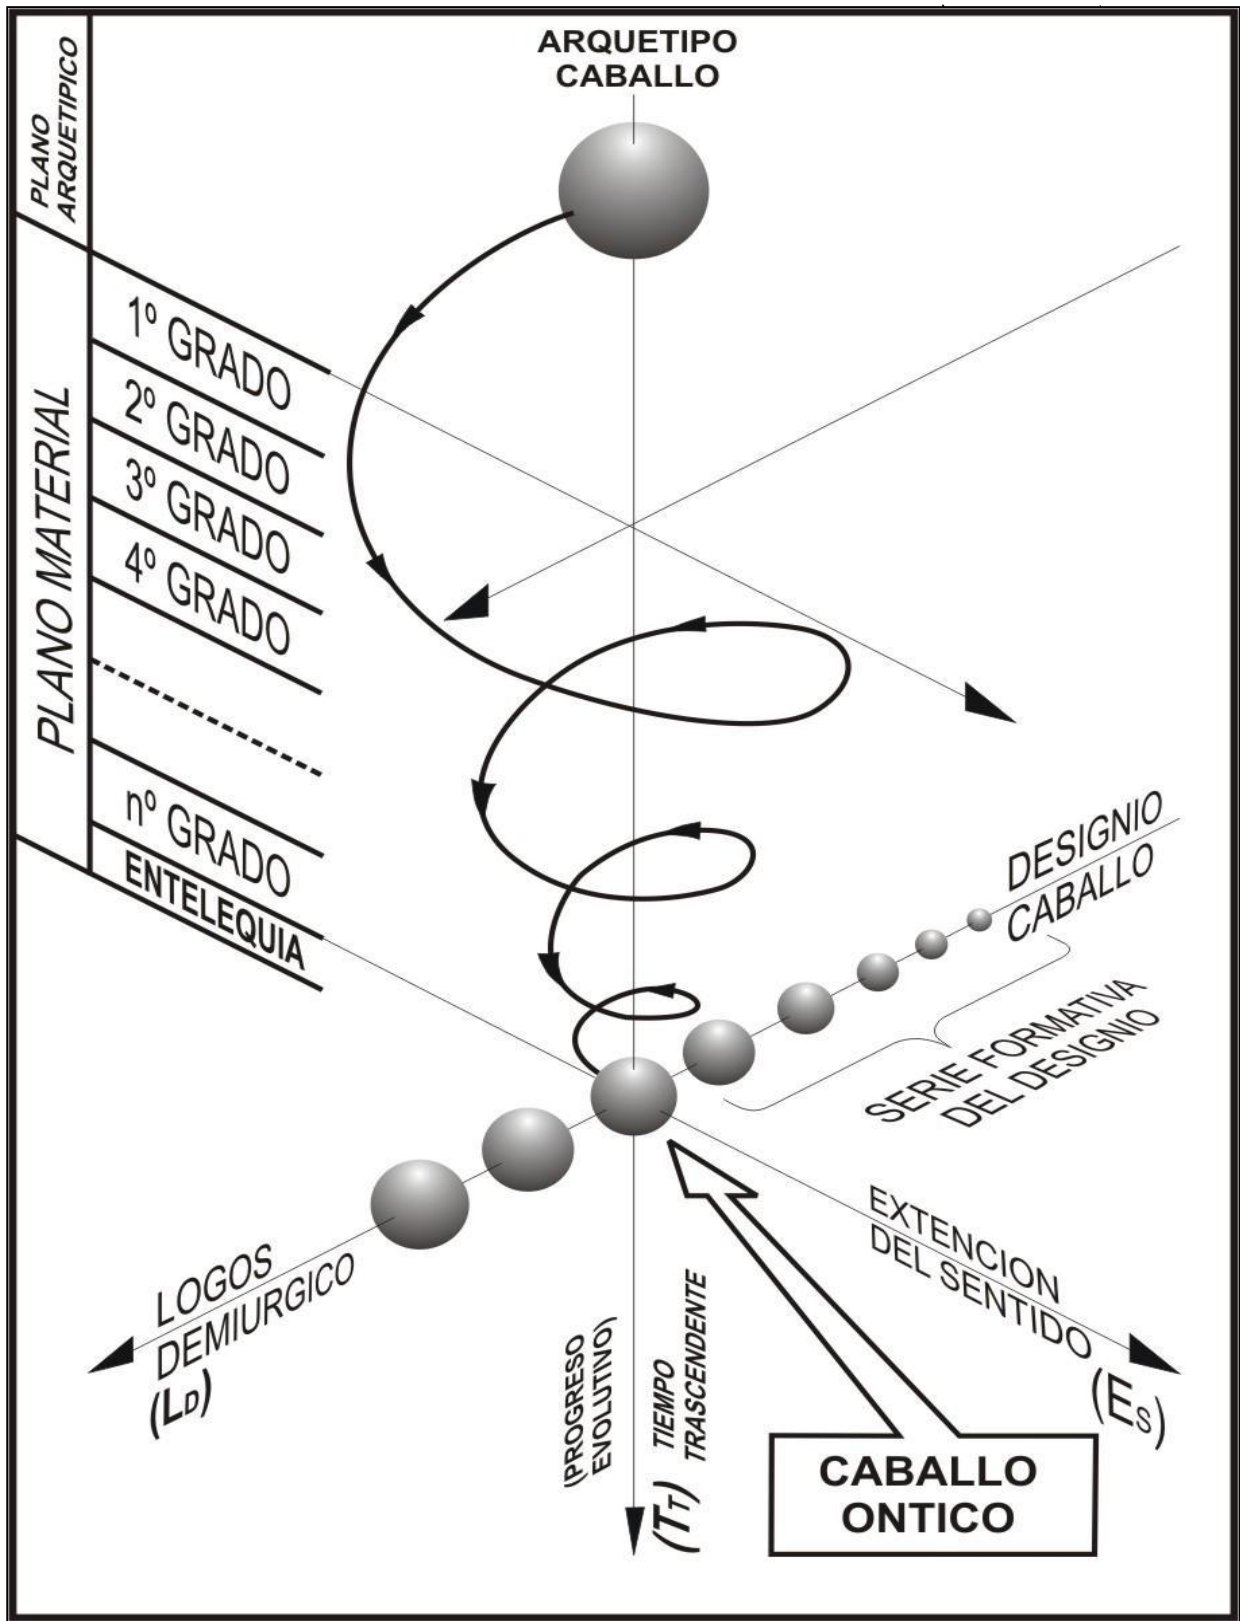 ARQUETIPO
CABALLO
PLANO
ARQUETIPICO
PLANO MATERIAL
1º GRADO
2º GRADO
3º GRADO
4º GRADO
nº GRADO
ENTELEQUIA
DESIGNIO
CABALLO
SERIE FORMATIVA
DEL DESIGNIO
EXTENCION
DEL SENTIDO
(ES)
LOGOS
DEMIURGICO
(LD)
(PROGRESO
EVOLUTIVO)
(TT) TIEMPO
TRASCENDENTE
CABALLO
ONTICO